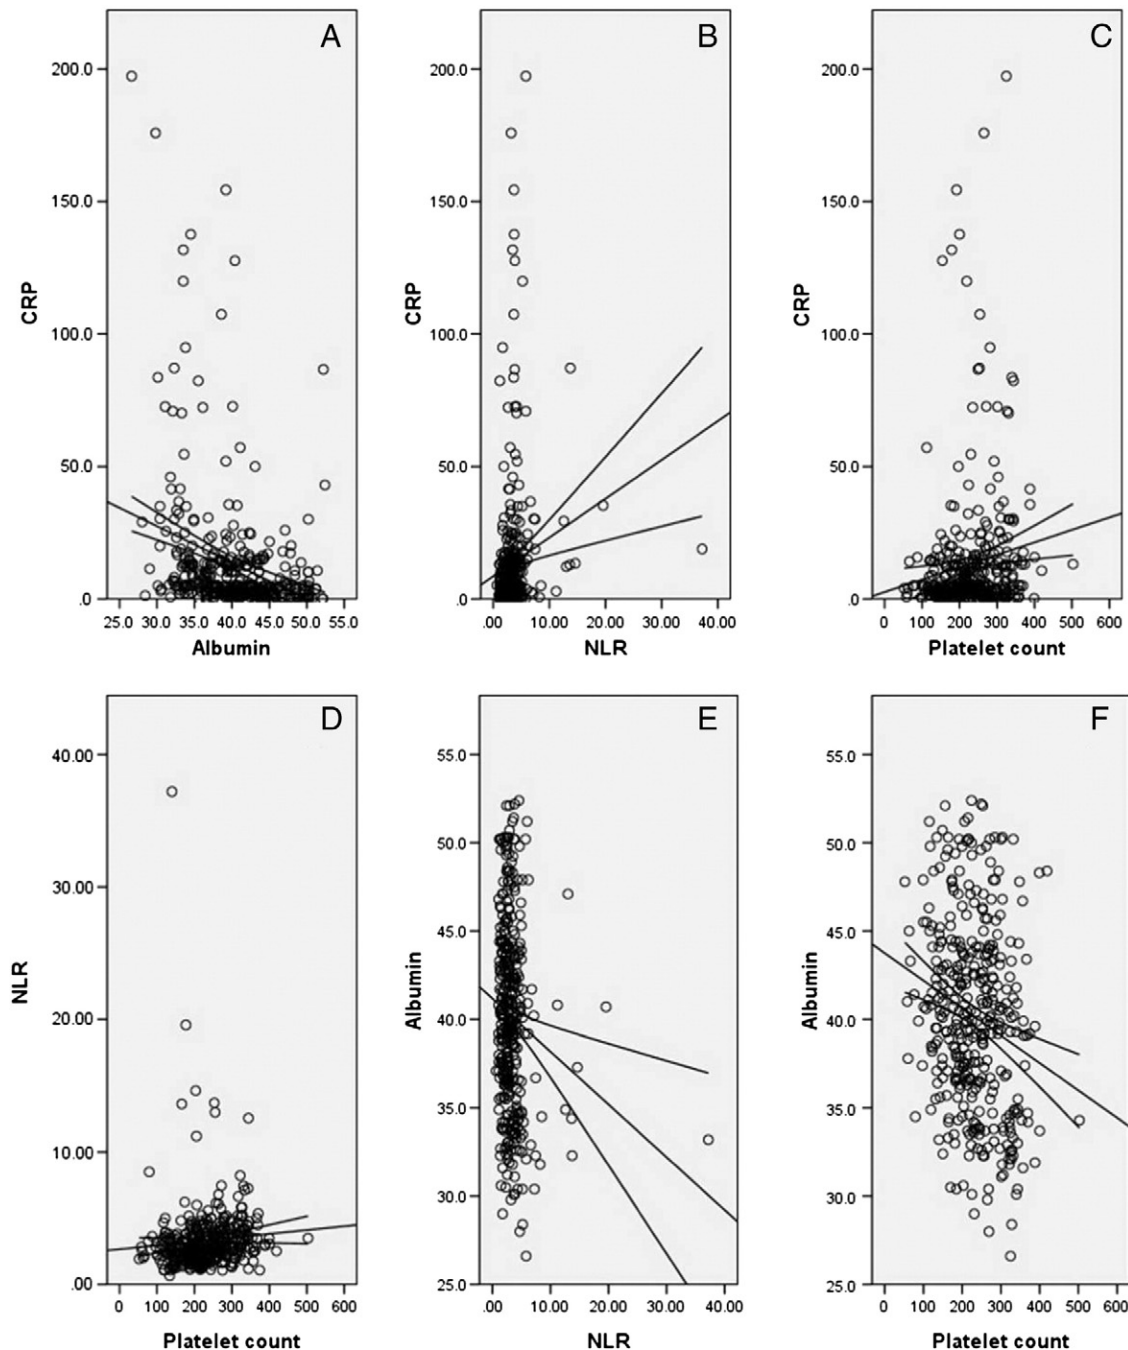 A
B
C
200.0
150.0
CRP
100.0
50.0
.0
25.0 30.0 35.0 40.0 45.0 50.0 55.0
Albumin
200.0
150.0
CRP
100.0
50.0
.0
.00 10.00 20.00 30.00 40.00
NLR
200.0
150.0
CRP
100.0
50.0
.0
0 100 200 300 400 500 600
Platelet count
D
E
F
40.00
30.00
NLR
20.00
10.00
.00
0 100 200 300 400 500 600
Platelet count
55.0
50.0
45.0
Albumin
40.0
35.0
30.0
25.0
.00 10.00 20.00 30.00 40.00
NLR
55.0
50.0
45.0
Albumin
40.0
35.0
30.0
25.0
0 100 200 300 400 500 600
Platelet count